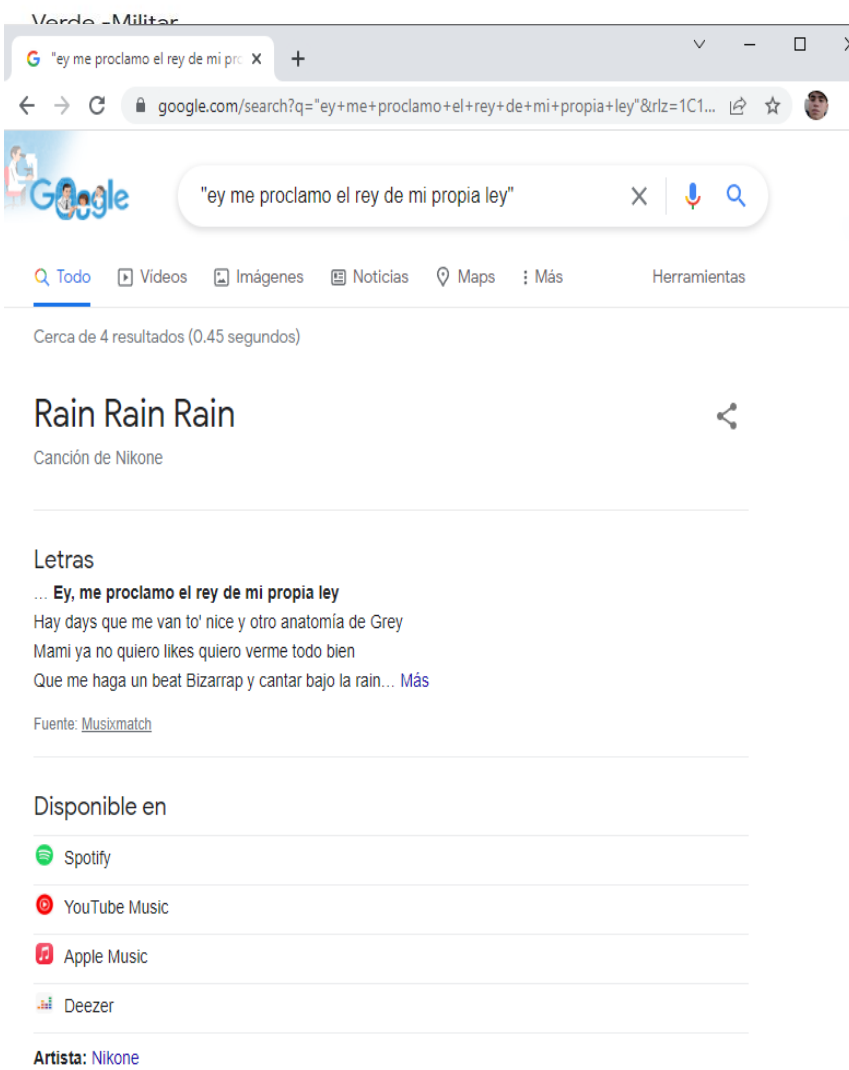 Verde -Militar
"ey me proclamo el rey de mi pro
google.com/search?q="ey+me+proclamo+el+rey+de+mi+propia+ley"&rlz=1C1...
Google
"ey me proclamo el rey de mi propia ley"
Todo Vídeos Imágenes Noticias Maps Más Herramientas
Cerca de 4 resultados (0.45 segundos)
Rain Rain Rain
Canción de Nikone
Letras
... Ey, me proclamo el rey de mi propia ley
Hay days que me van to' nice y otro anatomía de Grey
Mami ya no quiero likes quiero verme todo bien
Que me haga un beat Bizarrap y cantar bajo la rain... Más
Fuente: Musixmatch
Disponible en
Spotify
YouTube Music
Apple Music
Deezer
Artista: Nikone